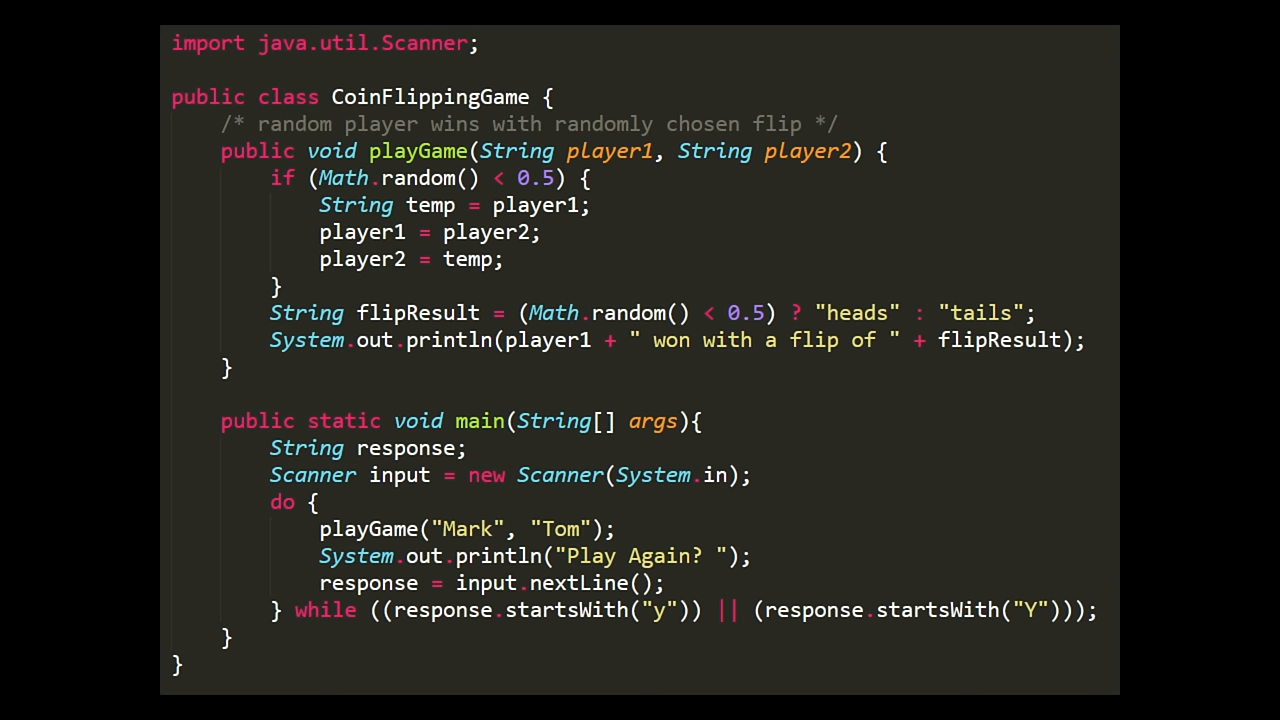 import java.util.Scanner;

public class CoinFlippingGame {
    /* random player wins with randomly chosen flip */
    public void playGame(String player1, String player2) {
        if (Math.random() < 0.5) {
            String temp = player1;
            player1 = player2;
            player2 = temp;
        }
        String flipResult = (Math.random() < 0.5) ? "heads" : "tails";
        System.out.println(player1 + " won with a flip of " + flipResult);
    }

    public static void main(String[] args){
        String response;
        Scanner input = new Scanner(System.in);
        do {
            playGame("Mark", "Tom");
            System.out.println("Play Again? ");
            response = input.nextLine();
        } while ((response.startsWith("y")) || (response.startsWith("Y")));
    }
}